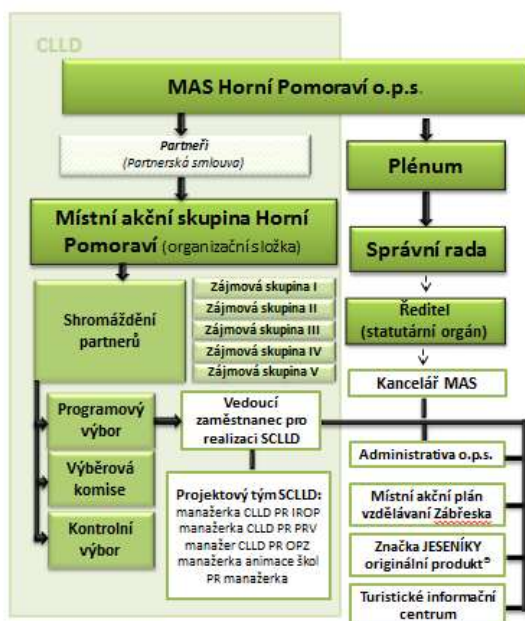 CLLD
MAS Horní Pomoraví o.p.s.
Partneři
(Partnerská smlouva)
Místní akční skupina Horní
Pomoraví (organizační složka)
Shromáždění
partnerů
Zájmová skupina I
Zájmová skupina II
Zájmová skupina III
Zájmová skupina IV
Zájmová skupina V
Programový
výbor
Výběrová
komise
Kontrolní
výbor
Vedoucí
zaměstnanec pro
realizaci SCLLD
Projektový tým SCLLD:
manažerka CLLD PR IROP
manažerka CLLD PR PRV
manažer CLLD PR OPZ
manažerka animace škol
PR manažerka
Plénum
Správní rada
Ředitel
(statutární orgán)
Kancelář MAS
Administrativa o.p.s.
Místní akční plán
vzdělávaní Zábřeska
Značka JESENÍKY
originální produkt®
Turistické informační
centrum